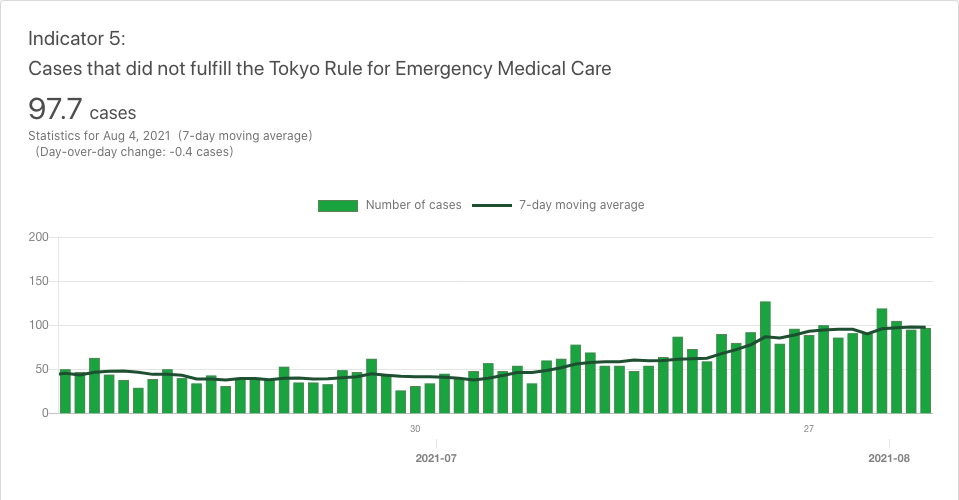 Indicator 5:
Cases that did not fulfill the Tokyo Rule for Emergency Medical Care
97.7 cases
Statistics for Aug 4, 2021 (7-day moving average)
(Day-over-day change: -0.4 cases)
Number of cases 7-day moving average
200
150
100
50
0
30 27
2021-07 2021-08